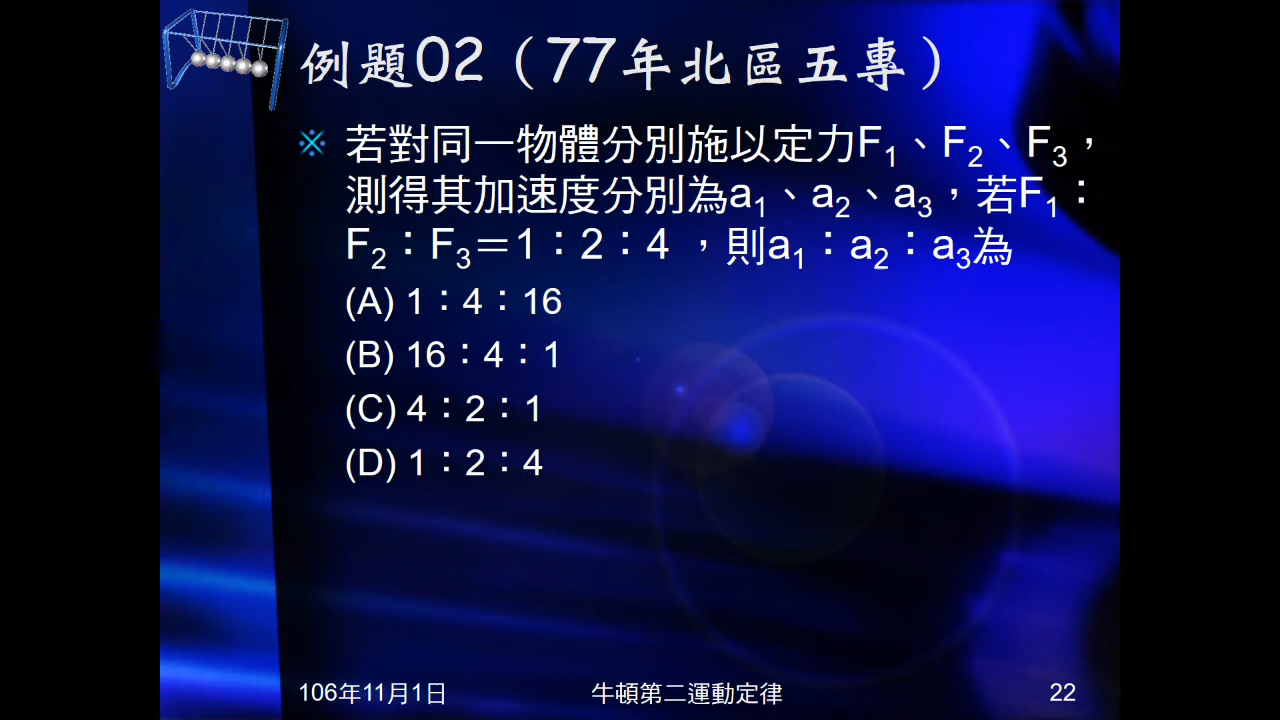 例題02（77年北區五專）
※ 若對同一物體分別施以定力F₁、F₂、F₃，
測得其加速度分別為a₁、a₂、a₃，若F₁：
F₂：F₃＝1：2：4 ，則a₁：a₂：a₃為
(A) 1：4：16
(B) 16：4：1
(C) 4：2：1
(D) 1：2：4
106年11月1日 牛頓第二運動定律 22